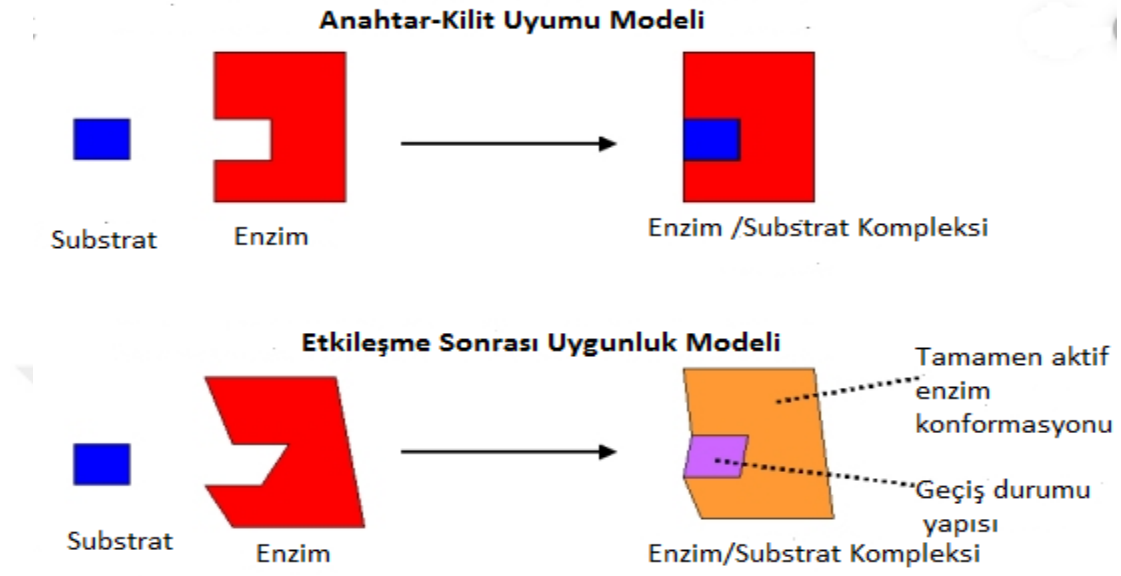 Anahtar-Kilit Uyumu Modeli
Substrat
Enzim
Enzim /Substrat Kompleksi
Etkileşme Sonrası Uygunluk Modeli
Tamamen aktif
enzim
konformasyonu
Geçiş durumu
yapısı
Substrat
Enzim
Enzim/Substrat Kompleksi